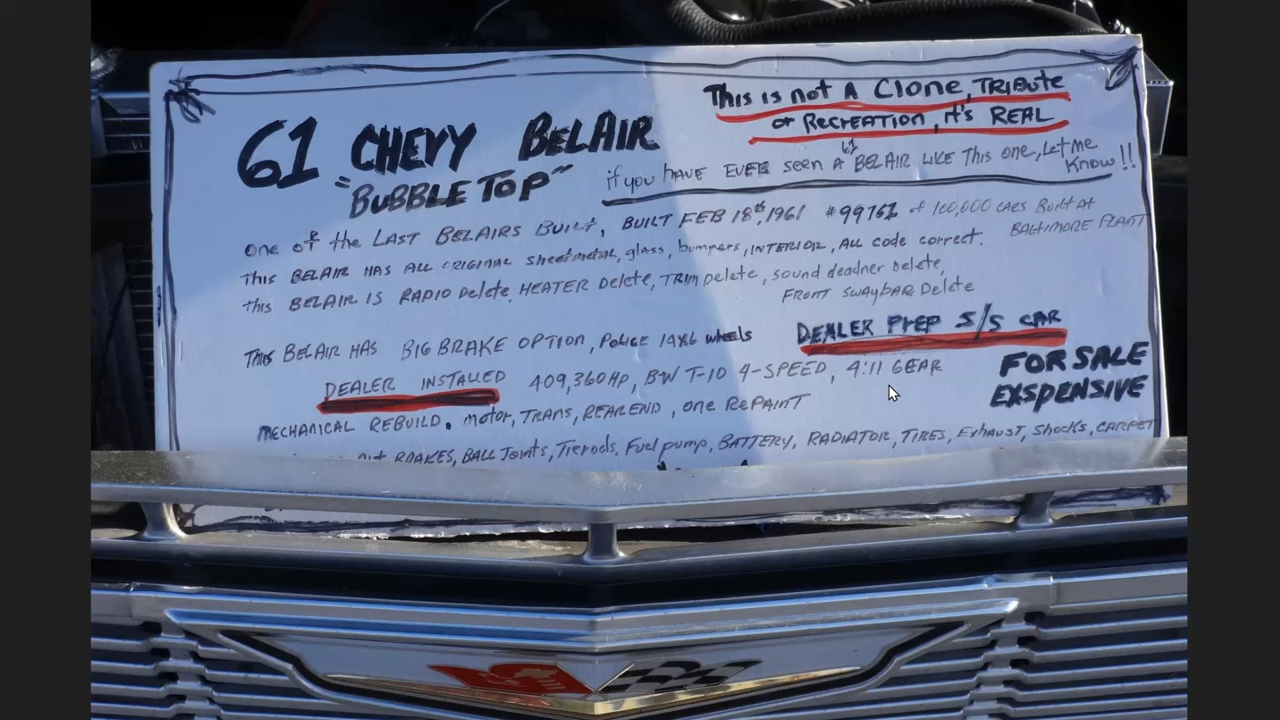 This is not A Clone, TRIBUTE
or RECREATION, it's REAL
61 CHEVY BELAIR
"BUBBLE TOP"
61
if you HAVE EVER seen A BELAIR LIKE This one, Let me
KNOW!!
one of the LAST BELAIRS BUILT, BUILT FEB 18th, 1961 #99761 of 100,000 CARS BUILT AT
BALTIMORE PLANT
This BELAIR HAS ALL ORIGINAL sheetmetal, glass, bumpers, INTERIOR, ALL code correct.
this BELAIR IS RADIO Delete, HEATER Delete, TRIM Delete, sound deadner Delete,
FRONT SWAYBAR Delete
THIS BELAIR HAS BIG BRAKE OPTION, POLICE 14x6 wheels
DEALER PREP S/S CAR
DEALER INSTALLED 409,360HP, BW T-10 4-SPEED, 4:11 GEAR
FOR SALE
EXSPENSIVE
MECHANICAL REBUILD. motor, TRANS, REAR END, one REPAINT
BRAKES, BALL Joints, Tierods, Fuel pump, BATTERY, RADIATOR, TIRES, Exhaust, Shocks, CARPET